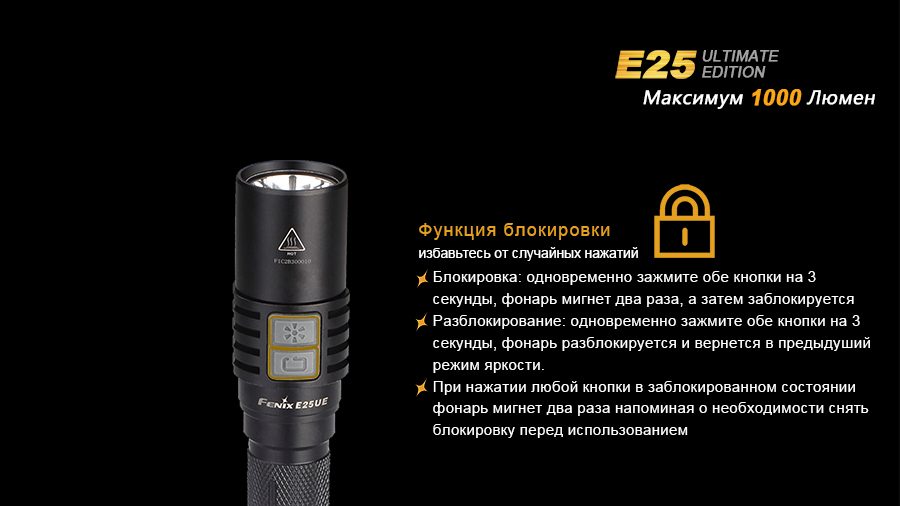 E25 ULTIMATE
EDITION
Максимум 1000 Люмен
Функция блокировки
избавьтесь от случайных нажатий
Блокировка: одновременно зажмите обе кнопки на 3
секунды, фонарь мигнет два раза, а затем заблокируется
Разблокирование: одновременно зажмите обе кнопки на 3
секунды, фонарь разблокируется и вернется в предыдуший
режим яркости.
При нажатии любой кнопки в заблокированном состоянии
фонарь мигнет два раза напоминая о необходимости снять
блокировку перед использованием
HOT
F1C2B300010
FENIX E25UE